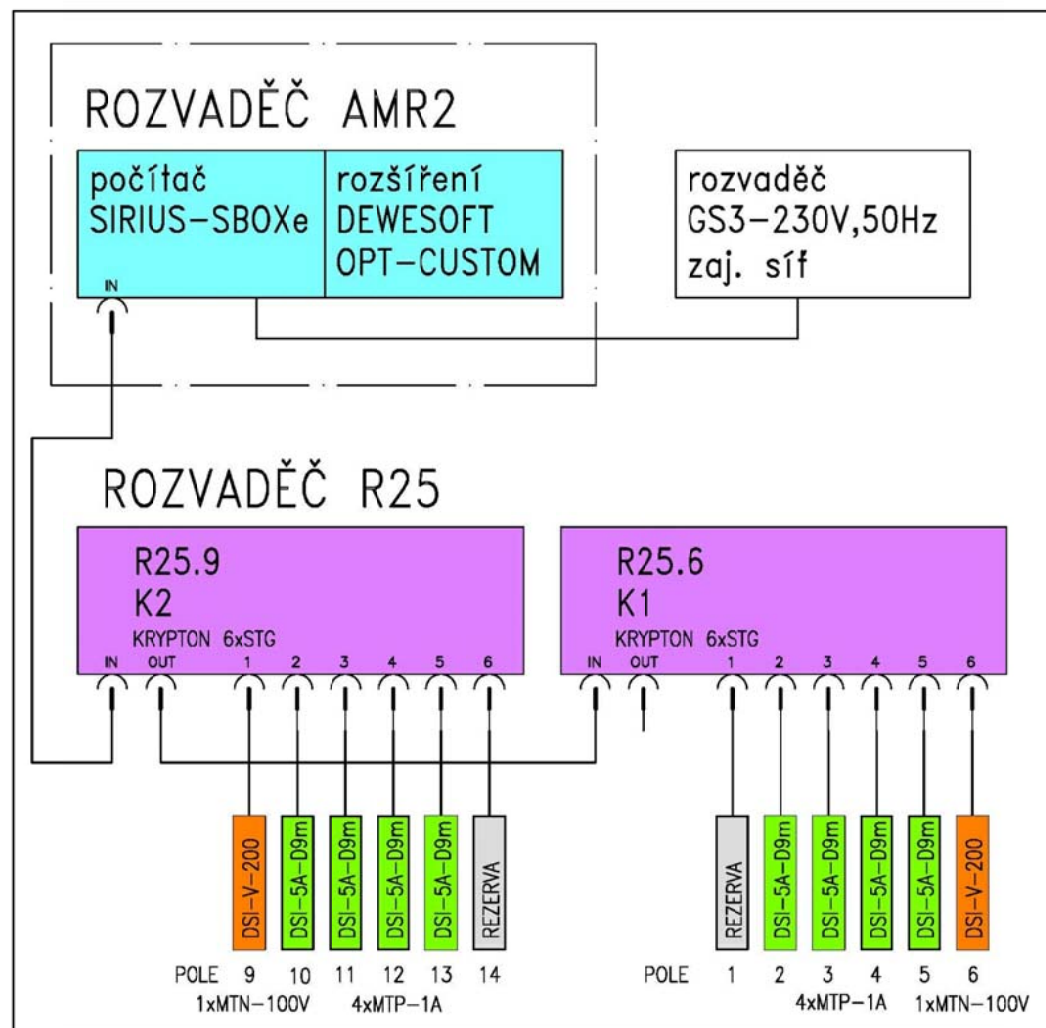 ROZVADĚČ AMR2
počítač
SIRIUS-SBOXe
IN
rozšíření
DEWESOFT
OPT-CUSTOM
rozvaděč
GS3-230V,50Hz
zaj. síť
ROZVADĚČ R25
R25.9
K2
KRYPTON 6xSTG
IN OUT 1 2 3 4 5 6
R25.6
K1
KRYPTON 6xSTG
IN OUT 1 2 3 4 5 6
DSI-V-200
DSI-5A-D9m
DSI-5A-D9m
DSI-5A-D9m
DSI-5A-D9m
REZERVA
REZERVA
DSI-5A-D9m
DSI-5A-D9m
DSI-5A-D9m
DSI-5A-D9m
DSI-V-200
POLE 9 10 11 12 13 14
1xMTN-100V 4xMTP-1A
POLE 1 2 3 4 5 6
4xMTP-1A 1xMTN-100V